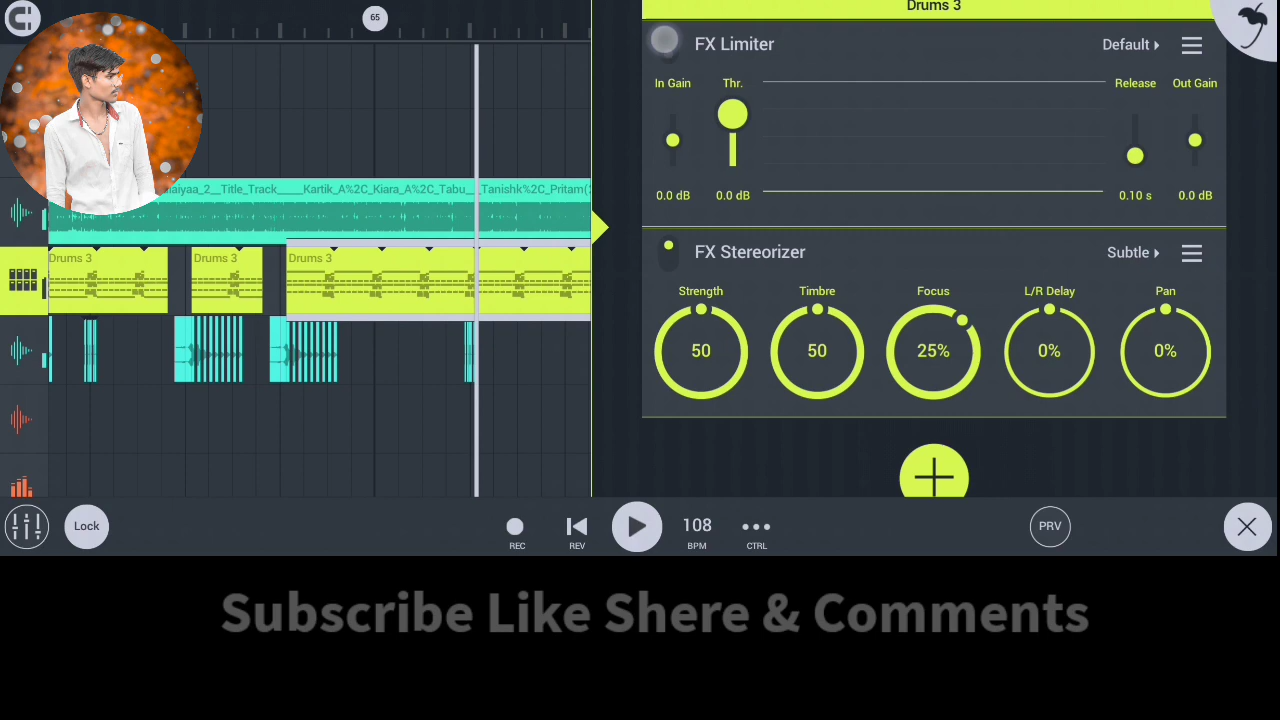 65
Drums 3
FX Limiter
Default
In Gain
Thr.
Release
Out Gain
0.0 dB
0.0 dB
0.10 s
0.0 dB
aiyaa_2__Title_Track____Kartik_A%2C_Kiara_A%2C_Tabu__
Tanishk%2C_Pritam(
Drums 3
Drums 3
Drums 3
FX Stereorizer
Subtle
Strength
Timbre
Focus
L/R Delay
Pan
50
50
25%
0%
0%
Lock
REC
REV
108
BPM
CTRL
PRV
Subscribe Like Shere & Comments